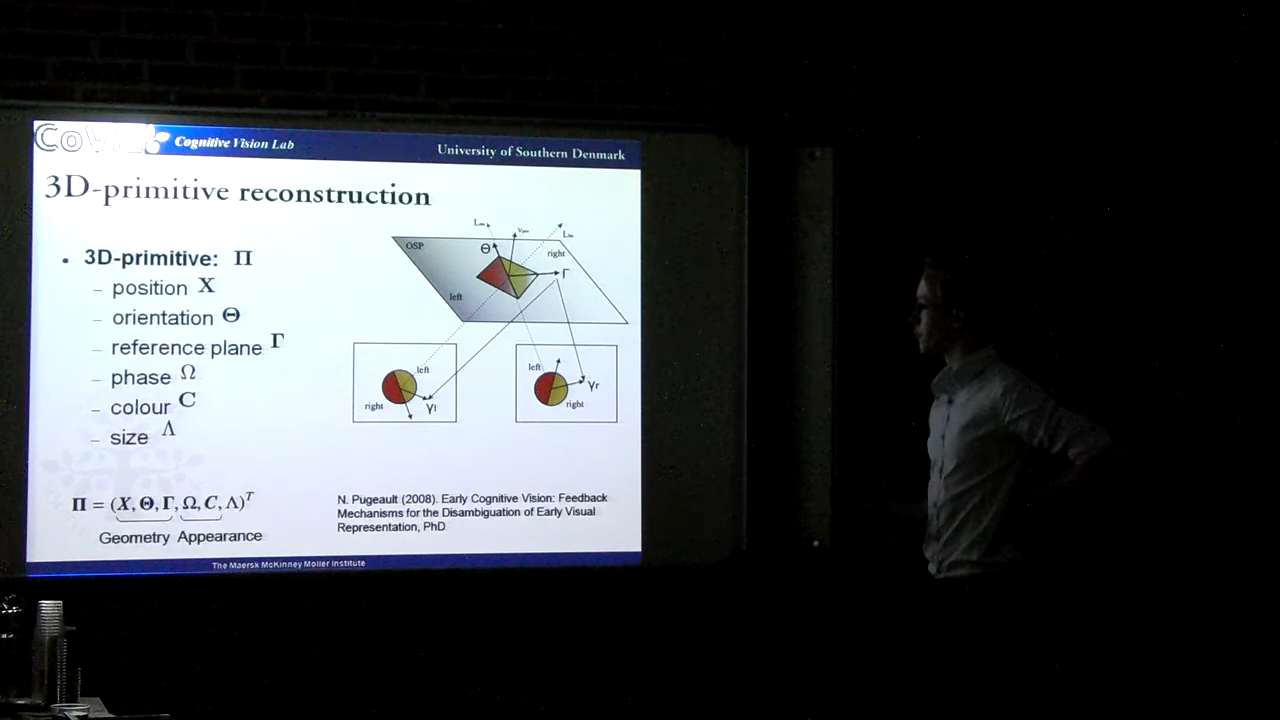 CoViL Cognitive Vision Lab
University of Southern Denmark
3D-primitive reconstruction
• 3D-primitive: Π
– position X
– orientation Θ
– reference plane Γ
– phase Ω
– colour C
– size Λ
Π = (X, Θ, Γ, Ω, C, Λ)^T
Geometry Appearance
OSP
Θ
right
Γ
left
left
right
γl
left
γr
right
N. Pugeault (2008). Early Cognitive Vision: Feedback
Mechanisms for the Disambiguation of Early Visual
Representation, PhD
The Maersk McKinney Moller Institute